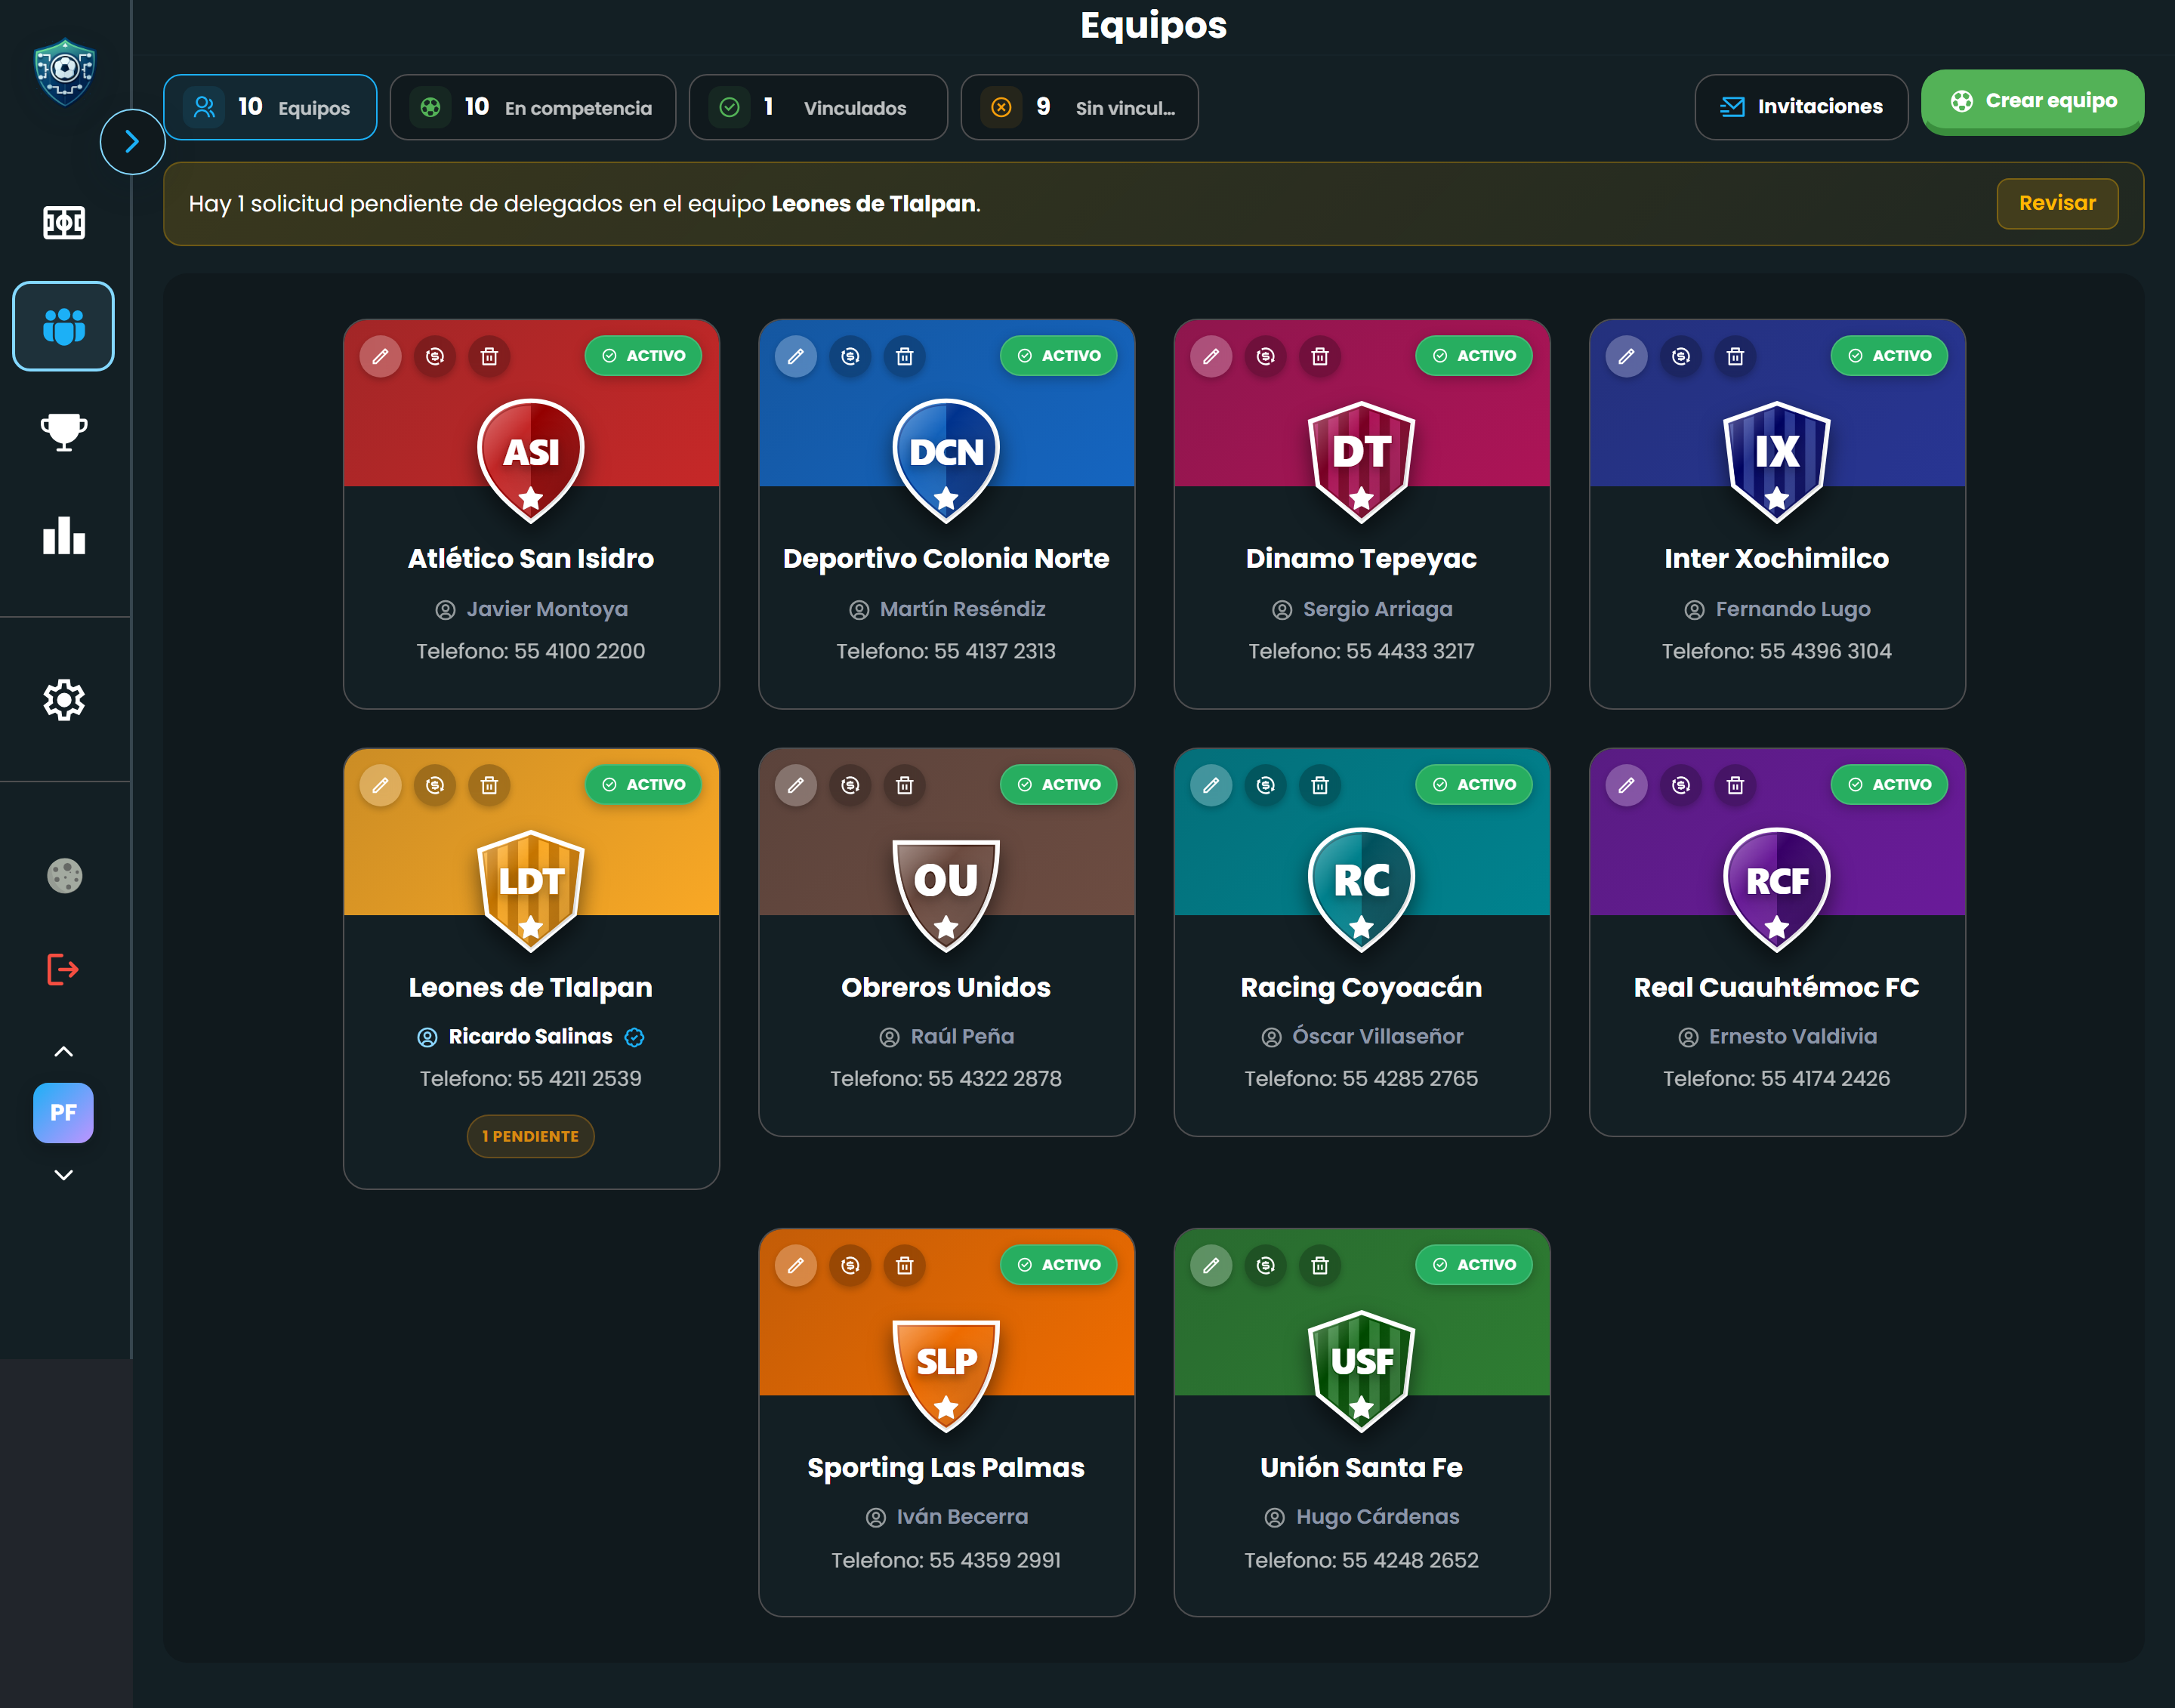 Equipos
10 Equipos
10 En competencia
1 Vinculados
9 Sin vincul...
Invitaciones
Crear equipo
Hay 1 solicitud pendiente de delegados en el equipo Leones de Tlalpan.
Revisar
ACTIVO
ASI
Atlético San Isidro
Javier Montoya
Telefono: 55 4100 2200
ACTIVO
DCN
Deportivo Colonia Norte
Martín Reséndiz
Telefono: 55 4137 2313
ACTIVO
DT
Dinamo Tepeyac
Sergio Arriaga
Telefono: 55 4433 3217
ACTIVO
IX
Inter Xochimilco
Fernando Lugo
Telefono: 55 4396 3104
ACTIVO
LDT
Leones de Tlalpan
Ricardo Salinas
Telefono: 55 4211 2539
1 PENDIENTE
ACTIVO
OU
Obreros Unidos
Raúl Peña
Telefono: 55 4322 2878
ACTIVO
RC
Racing Coyoacán
Óscar Villaseñor
Telefono: 55 4285 2765
ACTIVO
RCF
Real Cuauhtémoc FC
Ernesto Valdivia
Telefono: 55 4174 2426
PF
ACTIVO
SLP
Sporting Las Palmas
Iván Becerra
Telefono: 55 4359 2991
ACTIVO
USF
Unión Santa Fe
Hugo Cárdenas
Telefono: 55 4248 2652